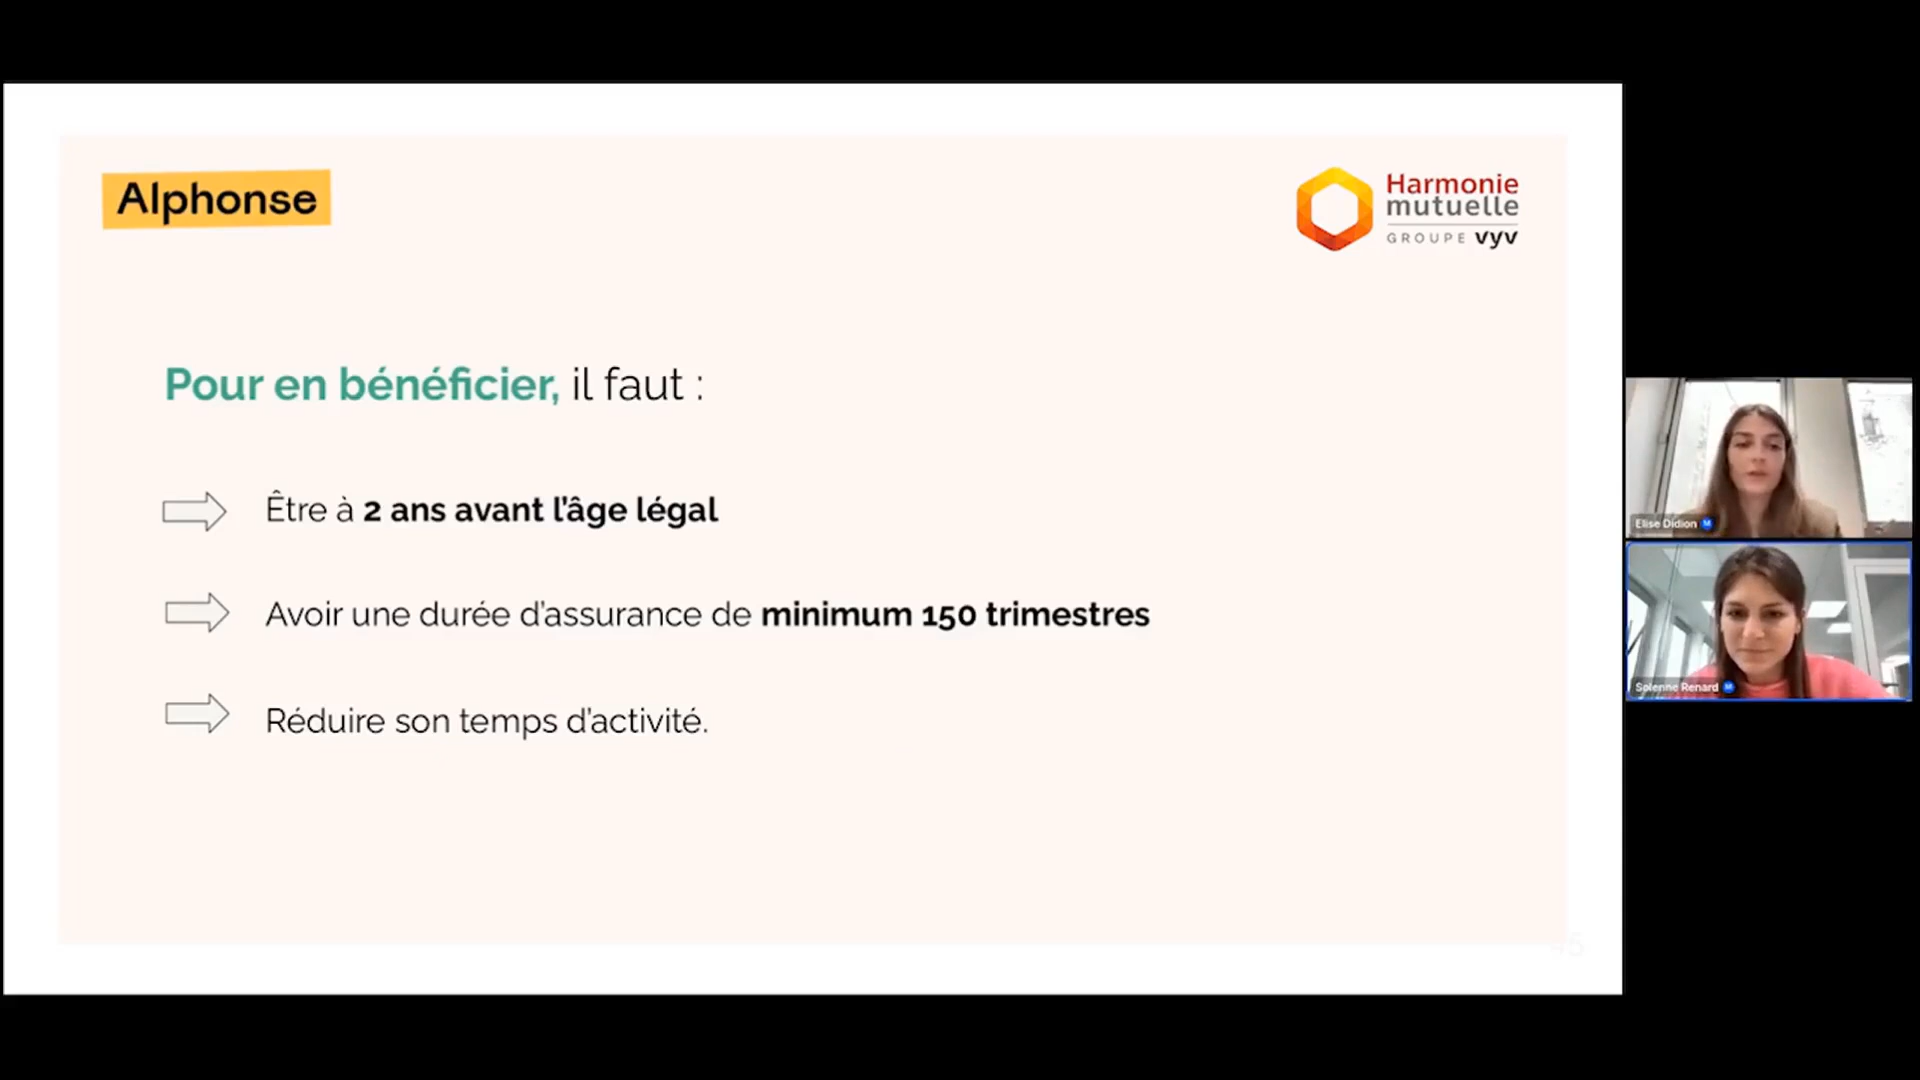 Alphonse
Harmonie
mutuelle
GROUPE vyv
Pour en bénéficier, il faut :
Être à 2 ans avant l'âge légal
Avoir une durée d'assurance de minimum 150 trimestres
Réduire son temps d'activité.
Elise Didion
Solenne Renard